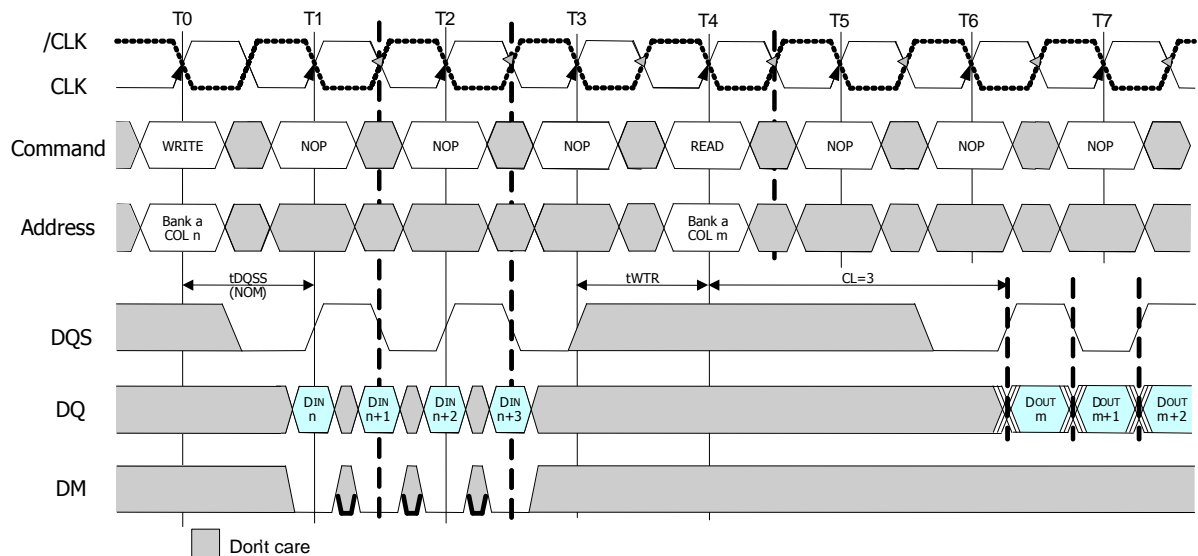 T0 T1 T2 T3 T4 T5 T6 T7
/CLK
CLK
Command WRITE NOP NOP NOP READ NOP NOP NOP
Address Bank a COL n Bank a COL m
tDQSS (NOM) tWTR CL=3
DQS
DQ DIN n DIN n+1 DIN n+2 DIN n+3 DOUT m DOUT m+1 DOUT m+2
DM
Don't care